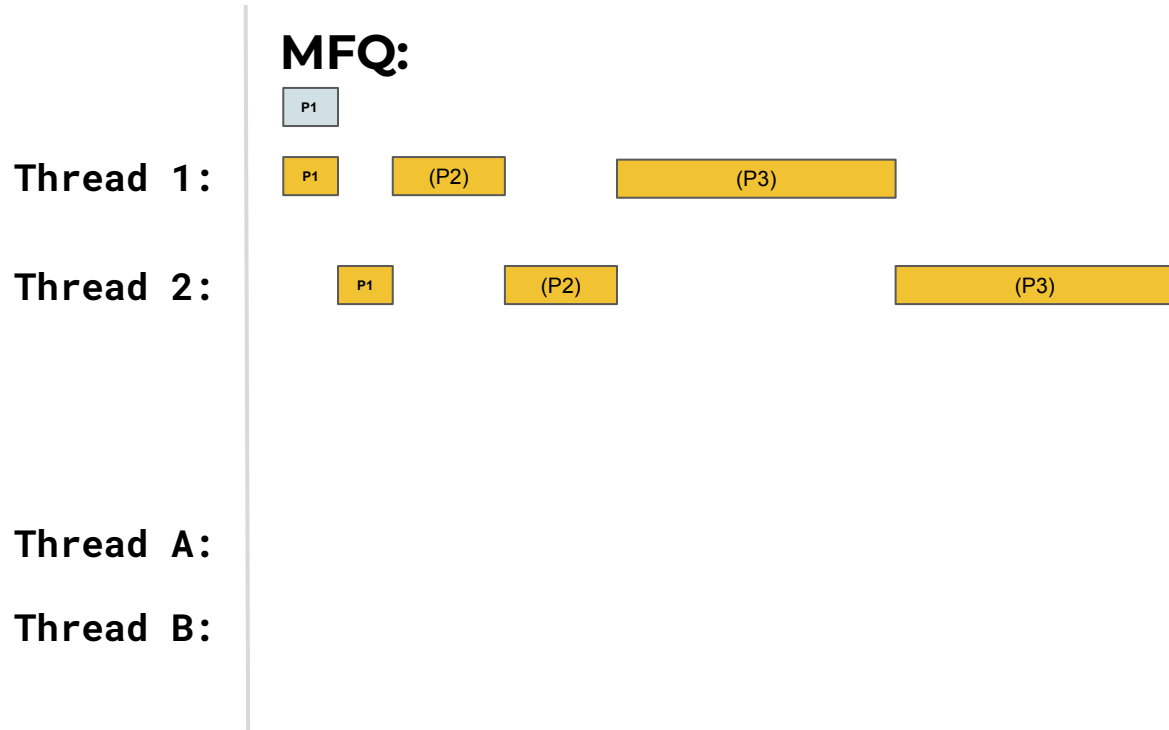 MFQ:
P1
Thread 1: P1 (P2) (P3)
Thread 2: P1 (P2) (P3)
Thread A:
Thread B: